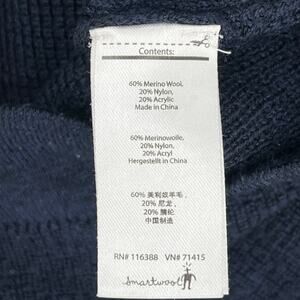 Contents:
60% Merino Wool,
20% Nylon,
20% Acrylic
Made in China
60% Merinowolle,
20% Nylon,
20% Acryl
Hergestellt in China
60% 美利奴羊毛,
20% 尼龙,
20% 腈纶
中国制造
RN# 116388 VN# 71415
Smartwool